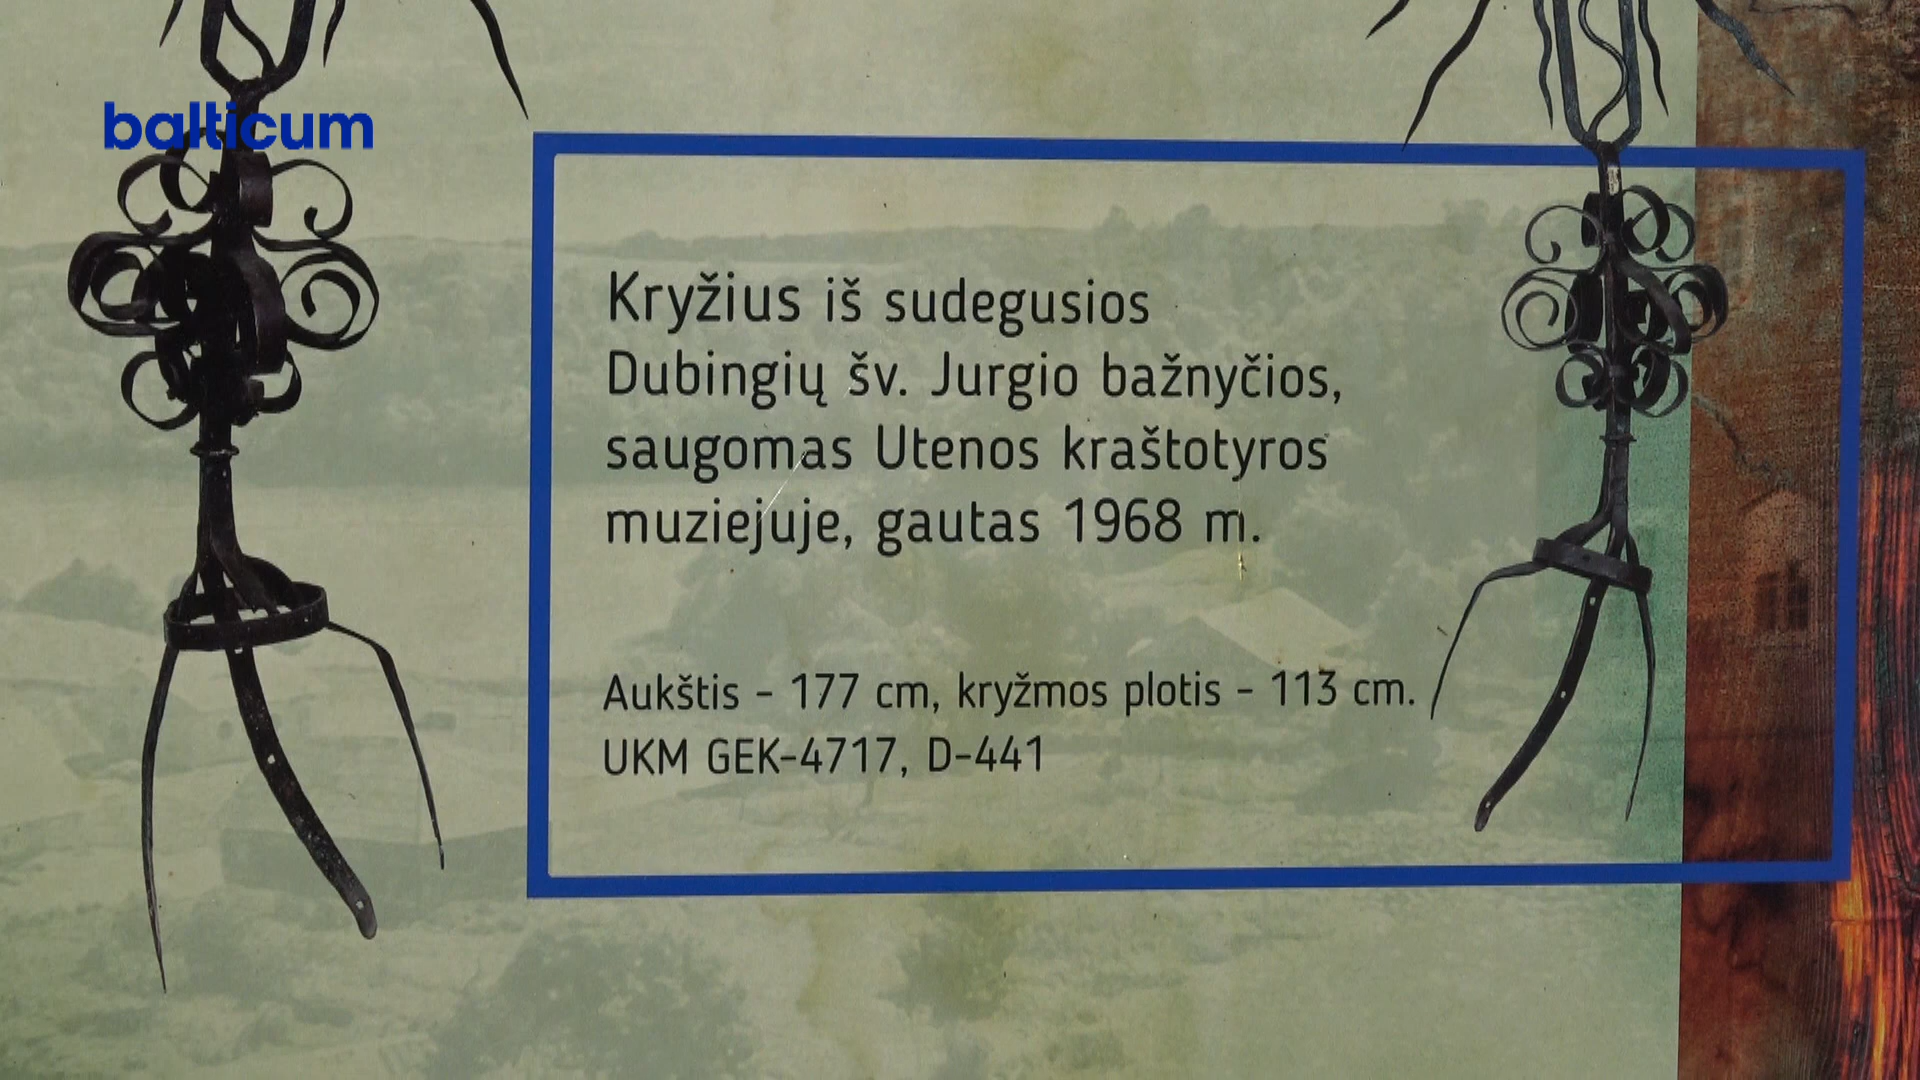 balticum
Kryžius iš sudegusios
Dubingių šv. Jurgio bažnyčios,
saugomas Utenos kraštotyros
muziejuje, gautas 1968 m.
Aukštis - 177 cm, kryžmos plotis - 113 cm.
UKM GEK-4717, D-441